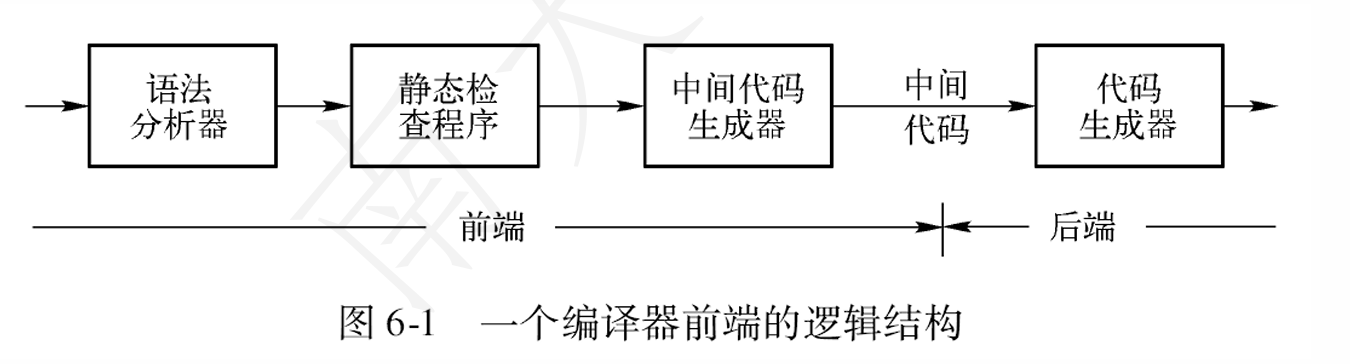 语法
分析器
静态检
查程序
中间代码
生成器
中间
代码
代码
生成器
前端
后端
图 6-1 一个编译器前端的逻辑结构
南大